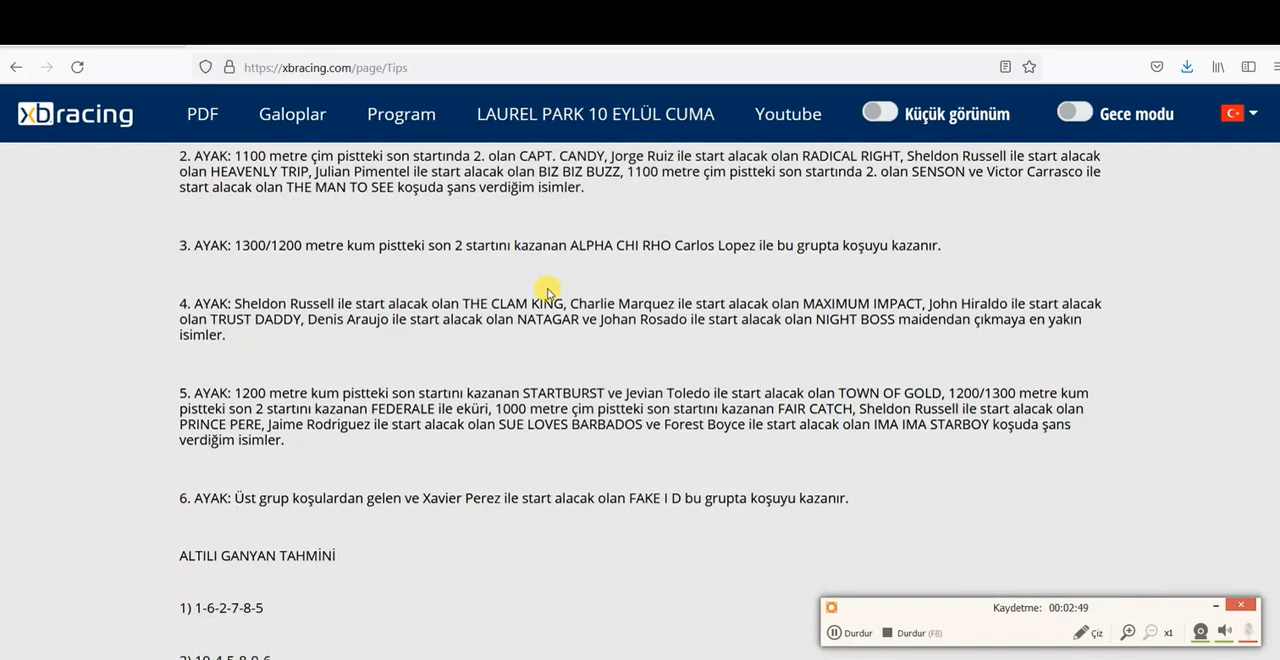 https://xbracing.com/page/Tips
xbracing PDF Galoplar Program LAUREL PARK 10 EYLÜL CUMA Youtube Küçük görünüm Gece modu
2. AYAK: 1100 metre çim pistteki son startında 2. olan CAPT. CANDY, Jorge Ruiz ile start alacak olan RADICAL RIGHT, Sheldon Russell ile start alacak
olan HEAVENLY TRIP, Julian Pimentel ile start alacak olan BIZ BIZ BUZZ, 1100 metre çim pistteki son startında 2. olan SENSON ve Victor Carrasco ile
start alacak olan THE MAN TO SEE koşuda şans verdiğim isimler.
3. AYAK: 1300/1200 metre kum pistteki son 2 startını kazanan ALPHA CHI RHO Carlos Lopez ile bu grupta koşuyu kazanır.
4. AYAK: Sheldon Russell ile start alacak olan THE CLAM KING, Charlie Marquez ile start alacak olan MAXIMUM IMPACT, John Hiraldo ile start alacak
olan TRUST DADDY, Denis Araujo ile start alacak olan NATAGAR ve Johan Rosado ile start alacak olan NIGHT BOSS maidendan çıkmaya en yakın
isimler.
5. AYAK: 1200 metre kum pistteki son startını kazanan STARTBURST ve Jevian Toledo ile start alacak olan TOWN OF GOLD, 1200/1300 metre kum
pistteki son 2 startını kazanan FEDERALE ile eküri, 1000 metre çim pistteki son startını kazanan FAIR CATCH, Sheldon Russell ile start alacak olan
PRINCE PERE, Jaime Rodriguez ile start alacak olan SUE LOVES BARBADOS ve Forest Boyce ile start alacak olan IMA IMA STARBOY koşuda şans
verdiğim isimler.
6. AYAK: Üst grup koşulardan gelen ve Xavier Perez ile start alacak olan FAKE I D bu grupta koşuyu kazanır.
ALTILI GANYAN TAHMİNİ
1) 1-6-2-7-8-5
2) 10-4-5-8-9-6
Kaydetme: 00:02:49
Durdur Durdur (F8) Çiz x1